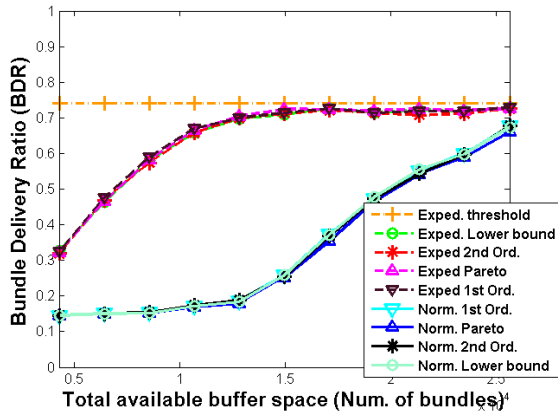 1
0.9
0.8
0.7
0.6
0.5
0.4
0.3
0.2
0.1
0
Bundle Delivery Ratio (BDR)
Exped. threshold
Exped. Lower bound
Exped 2nd Ord.
Exped Pareto
Exped 1st Ord.
Norm. 1st Ord.
Norm. Pareto
Norm. 2nd Ord.
Norm. Lower bound
0.5 1 1.5 2 2.5
Total available buffer space (Num. of bundles)
× 10^4